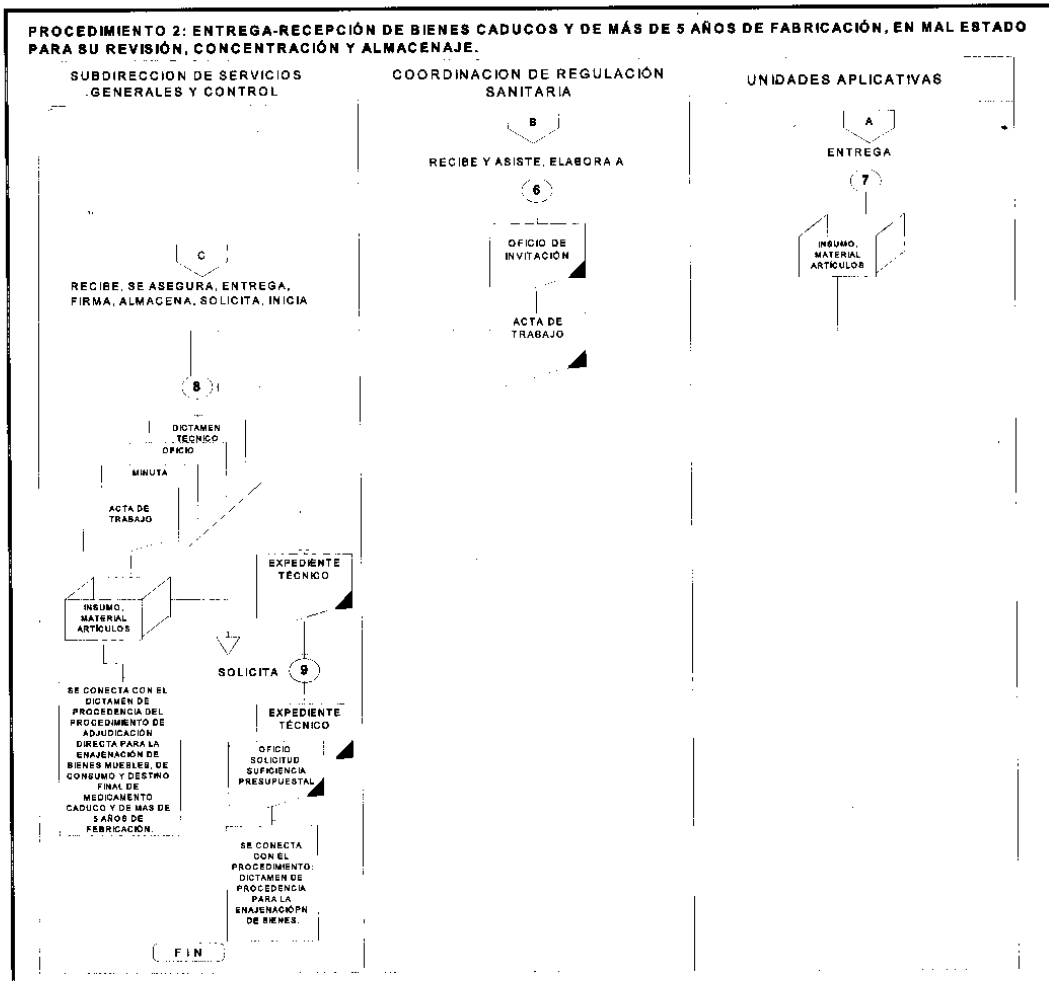 PROCEDIMIENTO 2: ENTREGA-RECEPCIÓN DE BIENES CADUCOS Y DE MÁS DE 5 AÑOS DE FABRICACIÓN, EN MAL ESTADO
PARA SU REVISIÓN, CONCENTRACIÓN Y ALMACENAJE.
SUBDIRECCION DE SERVICIOS
GENERALES Y CONTROL
C
RECIBE, SE ASEGURA, ENTREGA,
FIRMA, ALMACENA, SOLICITA, INICIA
8
DICTAMEN
TÉCNICO
OFICIO
MINUTA
ACTA DE
TRABAJO
INSUMO,
MATERIAL
ARTÍCULOS
SE CONECTA CON EL
DICTAMÉN DE
PROCEDENCIA DEL
PROCEDIMIENTO DE
ADJUDICACIÓN
DIRECTA PARA LA
ENAJENACIÓN DE
BIENES MUEBLES, DE
CONSUMO Y DESTINO
FINAL DE
MEDICAMENTO
CADUCO Y DE MAS DE
5 AÑOS DE
FEBRICACIÓN.
EXPEDIENTE
TÉCNICO
SOLICITA
9
EXPEDIENTE
TÉCNICO
OFICIO
SOLICITUD
SUFICIENCIA
PRESUPUESTAL
SE CONECTA
CON EL
PROCEDIMIENTO:
DICTAMEN DE
PROCEDENCIA
PARA LA
ENAJENACIÓPN
DE BIENES.
FIN
COORDINACION DE REGULACIÓN
SANITARIA
B
RECIBE Y ASISTE, ELABORA A
6
OFICIO DE
INVITACIÓN
ACTA DE
TRABAJO
UNIDADES APLICATIVAS
A
ENTREGA
7
INSUMO,
MATERIAL
ARTÍCULOS